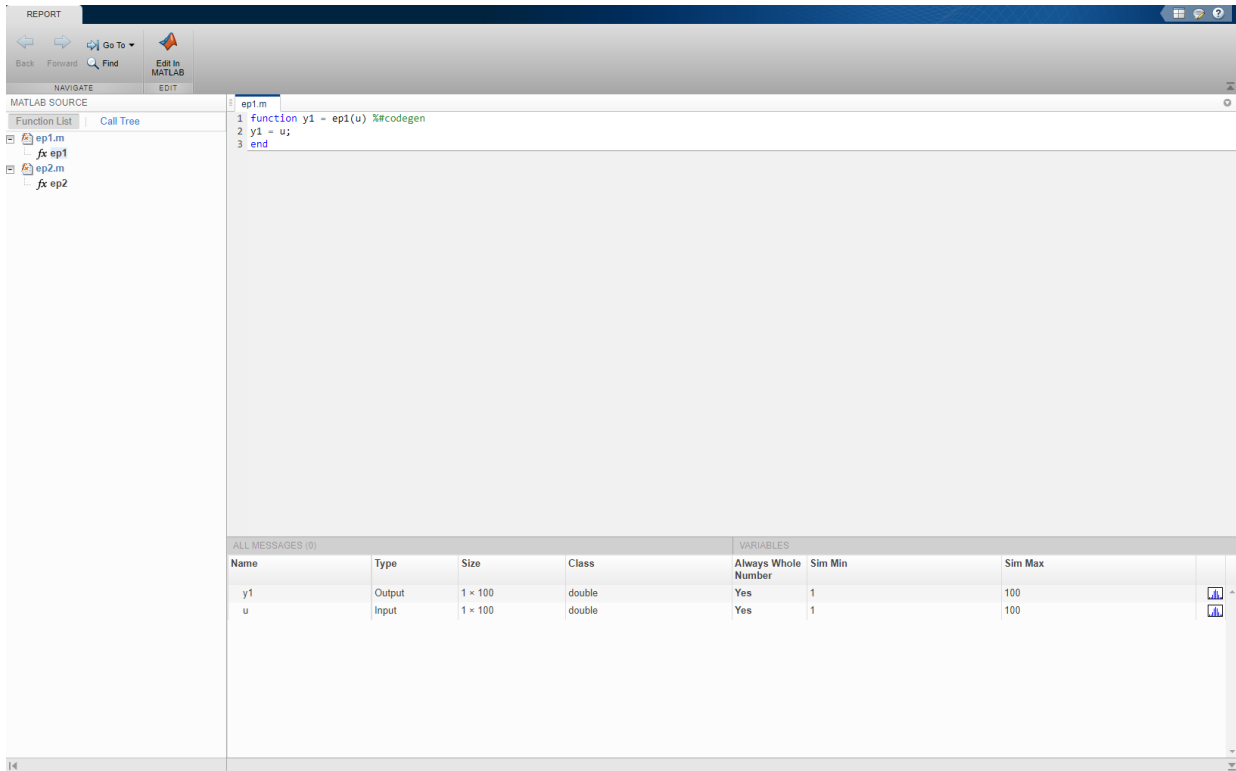 REPORT
Back Forward Go To Find Edit In MATLAB
NAVIGATE EDIT
MATLAB SOURCE
Function List Call Tree
ep1.m
fx ep1
ep2.m
fx ep2
ep1.m
1 function y1 = ep1(u) %#codegen
2 y1 = u;
3 end
ALL MESSAGES (0) VARIABLES
Name Type Size Class Always Whole Number Sim Min Sim Max
y1 Output 1 × 100 double Yes 1 100
u Input 1 × 100 double Yes 1 100